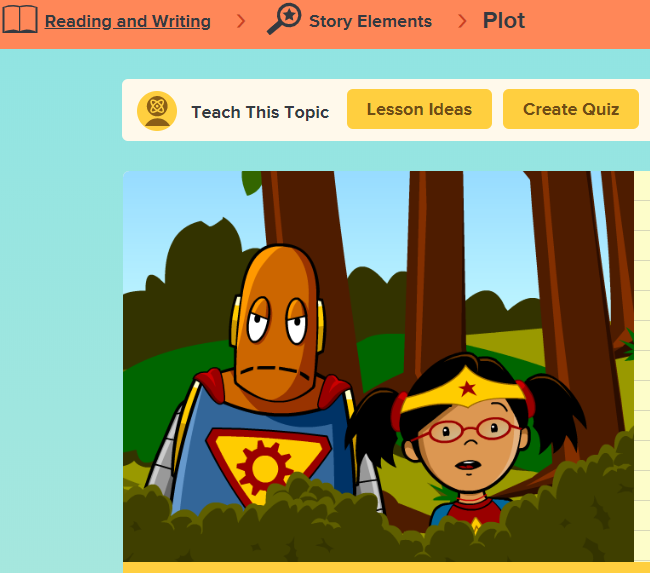 Reading and Writing > Story Elements > Plot
Teach This Topic Lesson Ideas Create Quiz